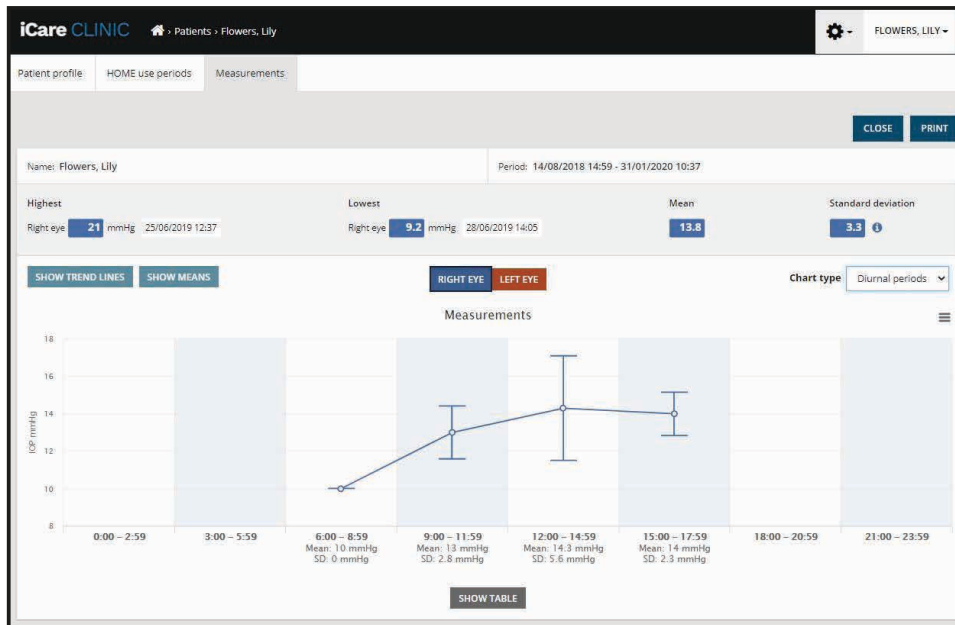 iCare CLINIC › Patients › Flowers, Lily FLOWERS, LILY
Patient profile HOME use periods Measurements
CLOSE PRINT
Name: Flowers, Lily Period: 14/08/2018 14:59 - 31/01/2020 10:37
Highest Lowest Mean Standard deviation
Right eye 21 mmHg 25/06/2019 12:37 Right eye 9.2 mmHg 28/06/2019 14:05 13.8 3.3 i
SHOW TREND LINES SHOW MEANS RIGHT EYE LEFT EYE Chart type Diurnal periods
Measurements
IOP mmHg
18
16
14
12
10
8
0:00 – 2:59 3:00 – 5:59 6:00 – 8:59 9:00 – 11:59 12:00 – 14:59 15:00 – 17:59 18:00 – 20:59 21:00 – 23:59
Mean: 10 mmHg Mean: 13 mmHg Mean: 14.3 mmHg Mean: 14 mmHg
SD: 0 mmHg SD: 2.8 mmHg SD: 5.6 mmHg SD: 2.3 mmHg
SHOW TABLE